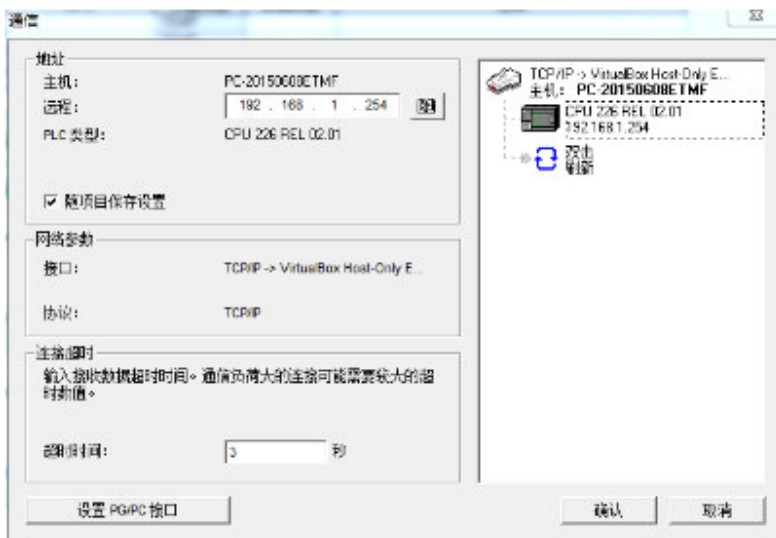 通信
地址
主机: PC-20150608ETMF
远程: 192 . 168 . 1 . 254
PLC 类型: CPU 226 REL 02.01
随项目保存设置
网络参数
接口: TCP/IP -> VirtualBox Host-Only E...
协议: TCP/IP
连接超时
输入接收数据超时时间。通信负荷大的连接可能需要较大的超
时数值。
超时时间: 3 秒
设置 PG/PC 接口
TCP/IP -> VirtualBox Host-Only E...
主机: PC-20150608ETMF
CPU 226 REL 02.01
192.168.1.254
双击
刷新
确认
取消